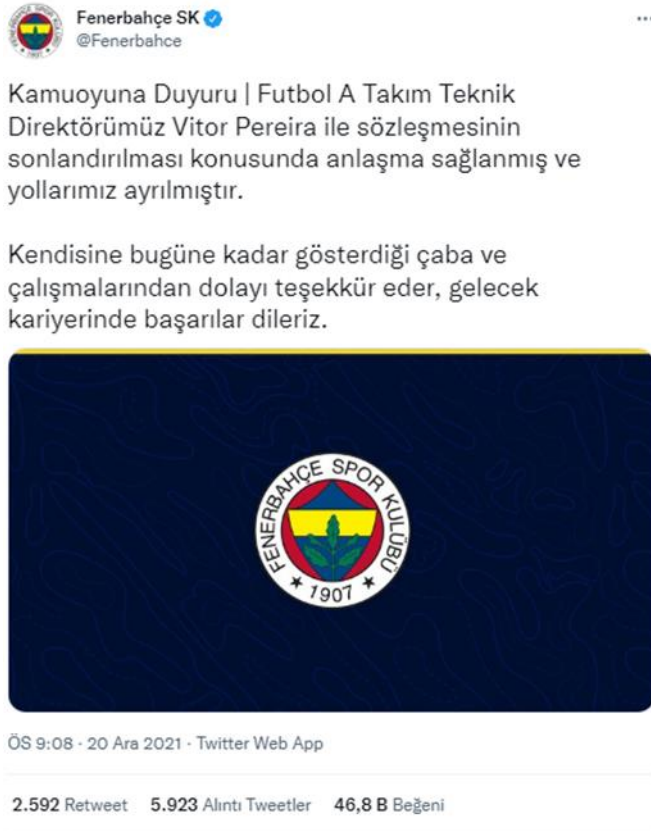 Fenerbahçe SK
@Fenerbahce
Kamuoyuna Duyuru | Futbol A Takım Teknik
Direktörümüz Vitor Pereira ile sözleşmesinin
sonlandırılması konusunda anlaşma sağlanmış ve
yollarımız ayrılmıştır.
Kendisine bugüne kadar gösterdiği çaba ve
çalışmalarından dolayı teşekkür eder, gelecek
kariyerinde başarılar dileriz.
FENERBAHÇE SPOR KULÜBÜ
★ 1907 ★
ÖS 9:08 · 20 Ara 2021 · Twitter Web App
2.592 Retweet 5.923 Alıntı Tweetler 46,8 B Beğeni